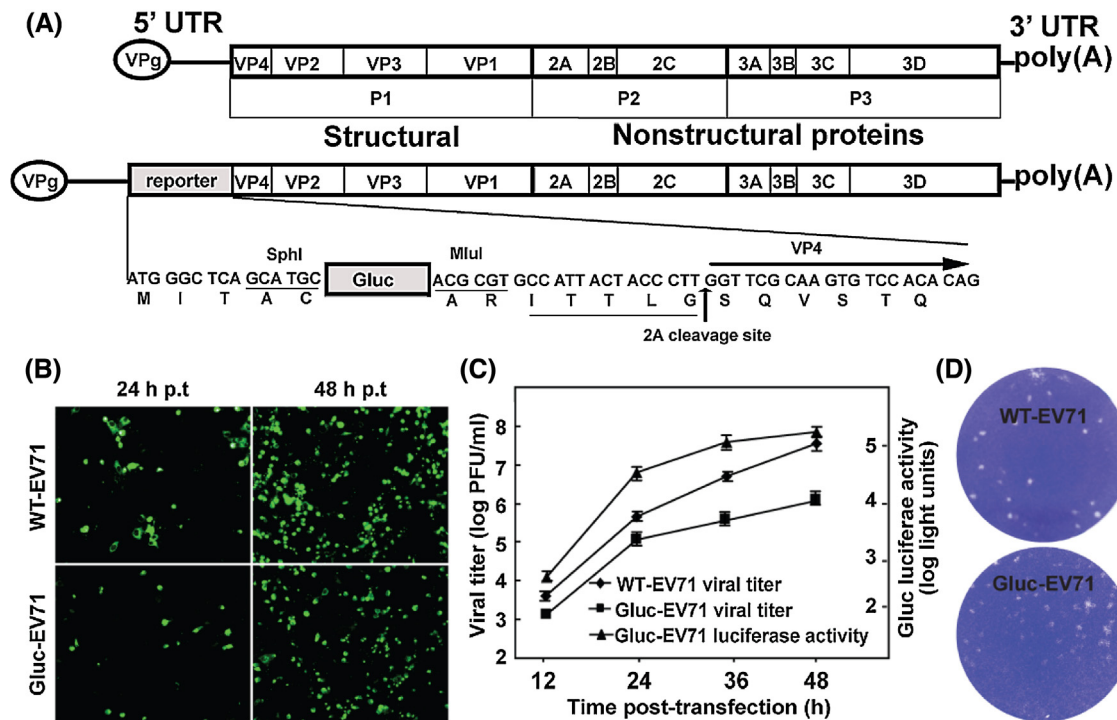 (A)
5' UTR
3' UTR
VPg
VP4 VP2 VP3 VP1 2A 2B 2C 3A 3B 3C 3D
poly(A)
P1 P2 P3
Structural Nonstructural proteins
VPg
reporter VP4 VP2 VP3 VP1 2A 2B 2C 3A 3B 3C 3D
poly(A)
SphI MluI VP4
ATG GGC TCA GCA TGC Gluc ACG CGT GCC ATT ACT ACC CTT GGT TCG CAA GTG TCC ACA CAG
M I T A C A R I T T L G S Q V S T Q
2A cleavage site
(B)
24 h p.t 48 h p.t
WT-EV71
Gluc-EV71
(C)
Viral titer (log PFU/ml)
8
7
6
5
4
3
2
12 24 36 48
Time post-transfection (h)
WT-EV71 viral titer
Gluc-EV71 viral titer
Gluc-EV71 luciferase activity
5
4
3
2
Gluc luciferae activity
(log light units)
(D)
WT-EV71
Gluc-EV71